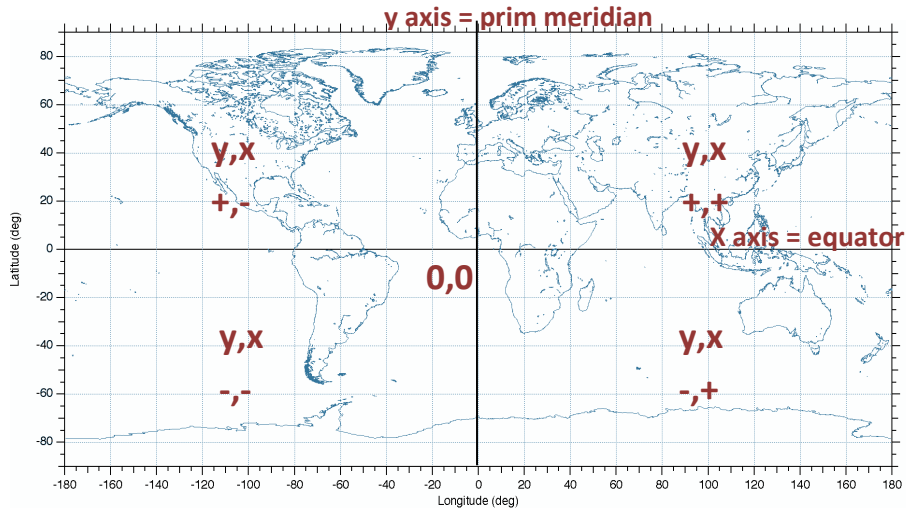 y axis = prim meridian
80
60
y,x y,x
40
+,- +,+
20
X axis = equator
0
0,0
-20
y,x y,x
-40
-,- -,+
-60
-80
Latitude (deg)
-180 -160 -140 -120 -100 -80 -60 -40 -20 0 20 40 60 80 100 120 140 160 180
Longitude (deg)